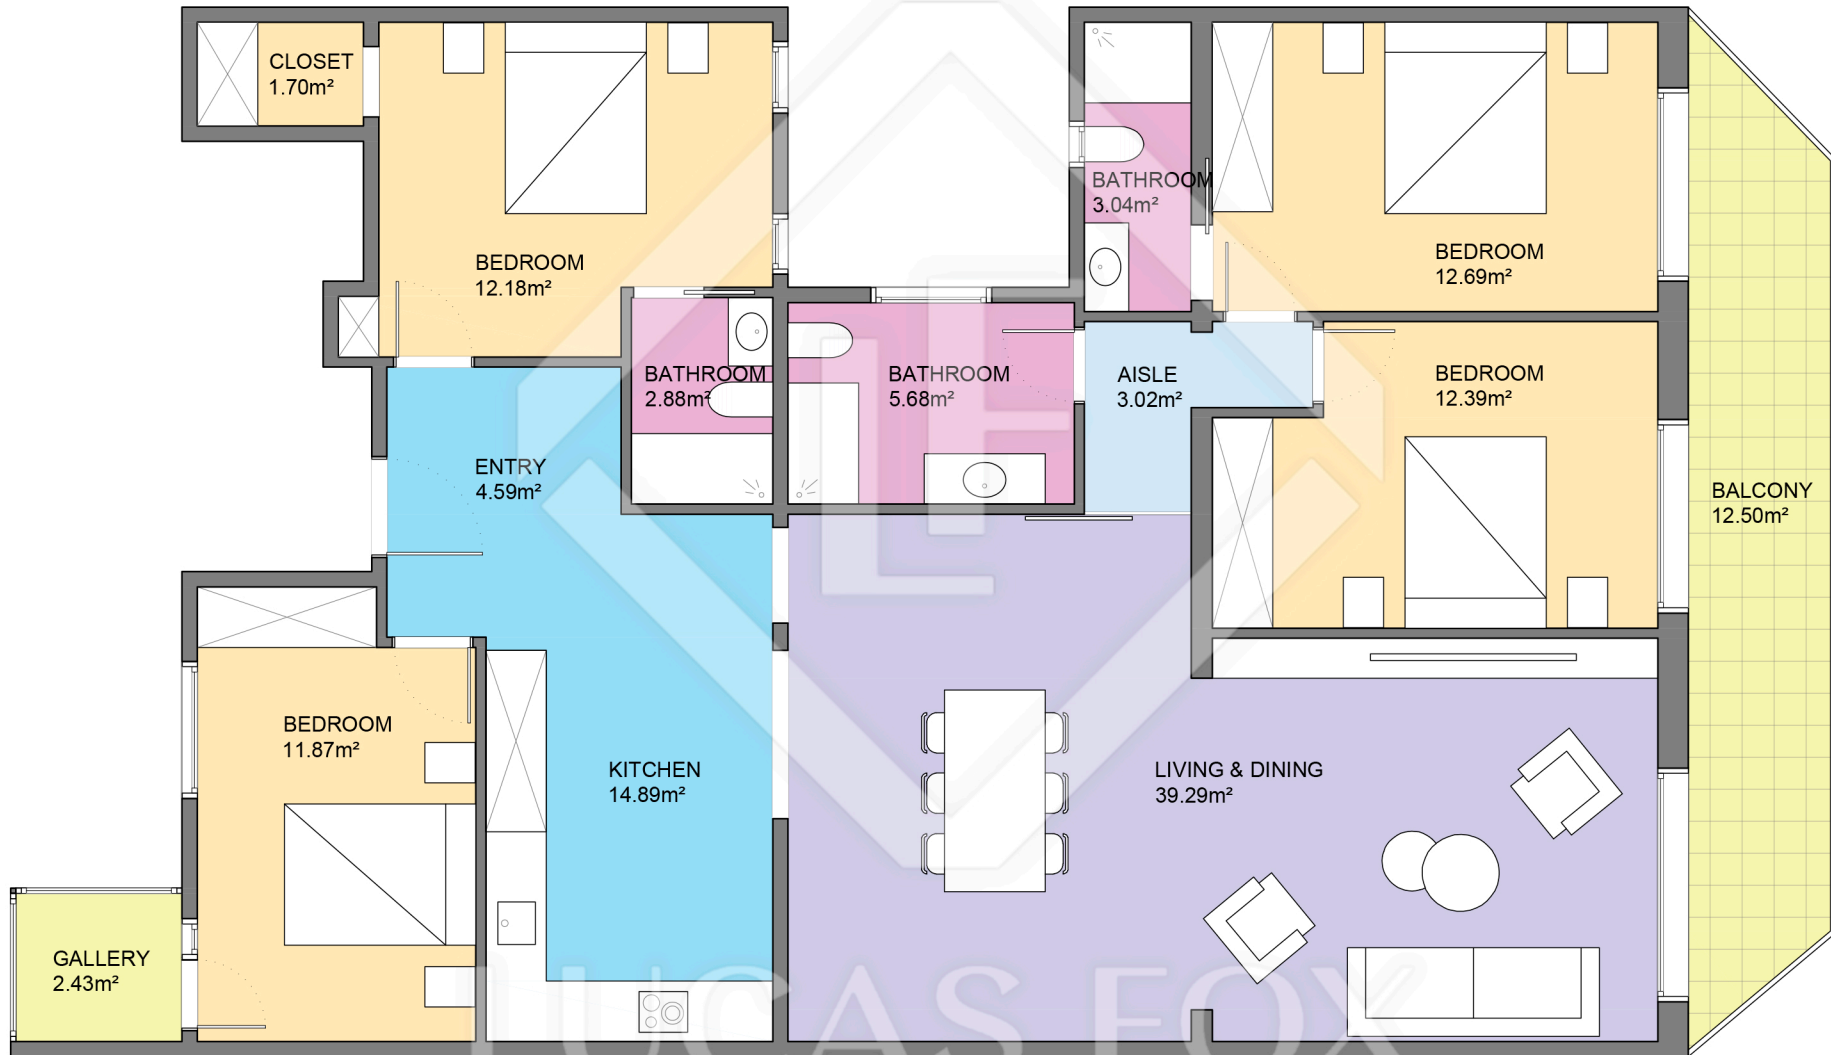 CLOSET
1.70m²
BEDROOM
12.18m²
BATHROOM
3.04m²
BEDROOM
12.69m²
BATHROOM
2.88m²
BATHROOM
5.68m²
AISLE
3.02m²
BEDROOM
12.39m²
ENTRY
4.59m²
BALCONY
12.50m²
BEDROOM
11.87m²
KITCHEN
14.89m²
LIVING & DINING
39.29m²
GALLERY
2.43m²
LUCAS FOX